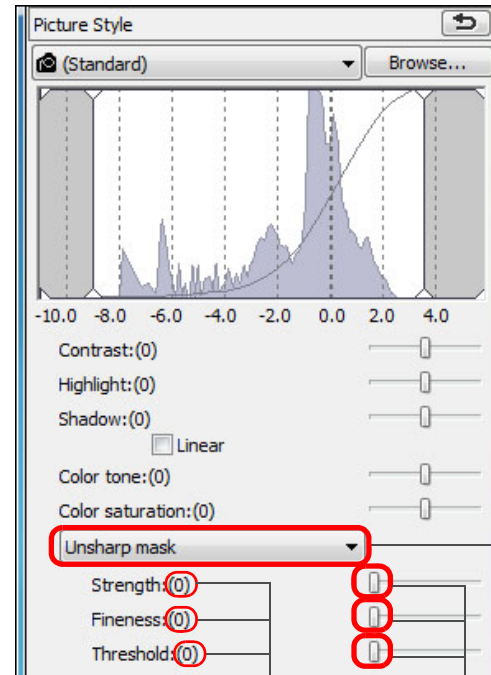 Picture Style
(Standard) Browse...
-10.0 -8.0 -6.0 -4.0 -2.0 0.0 2.0 4.0
Contrast:(0)
Highlight:(0)
Shadow:(0)
Linear
Color tone:(0)
Color saturation:(0)
Unsharp mask
Strength:(0)
Fineness:(0)
Threshold:(0)